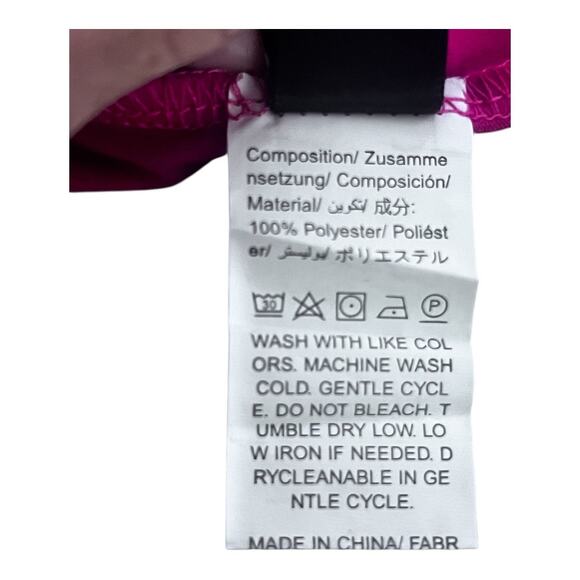 Composition/ Zusamme
nsetzung/ Composición/
Material/ تكوين/ 成分:
100% Polyester/ Poliést
er/ بوليستر/ ポリエステル
30
P
WASH WITH LIKE COL
ORS. MACHINE WASH
COLD. GENTLE CYCL
E. DO NOT BLEACH. T
UMBLE DRY LOW. LO
W IRON IF NEEDED. D
RYCLEANABLE IN GE
NTLE CYCLE.
MADE IN CHINA/ FABR